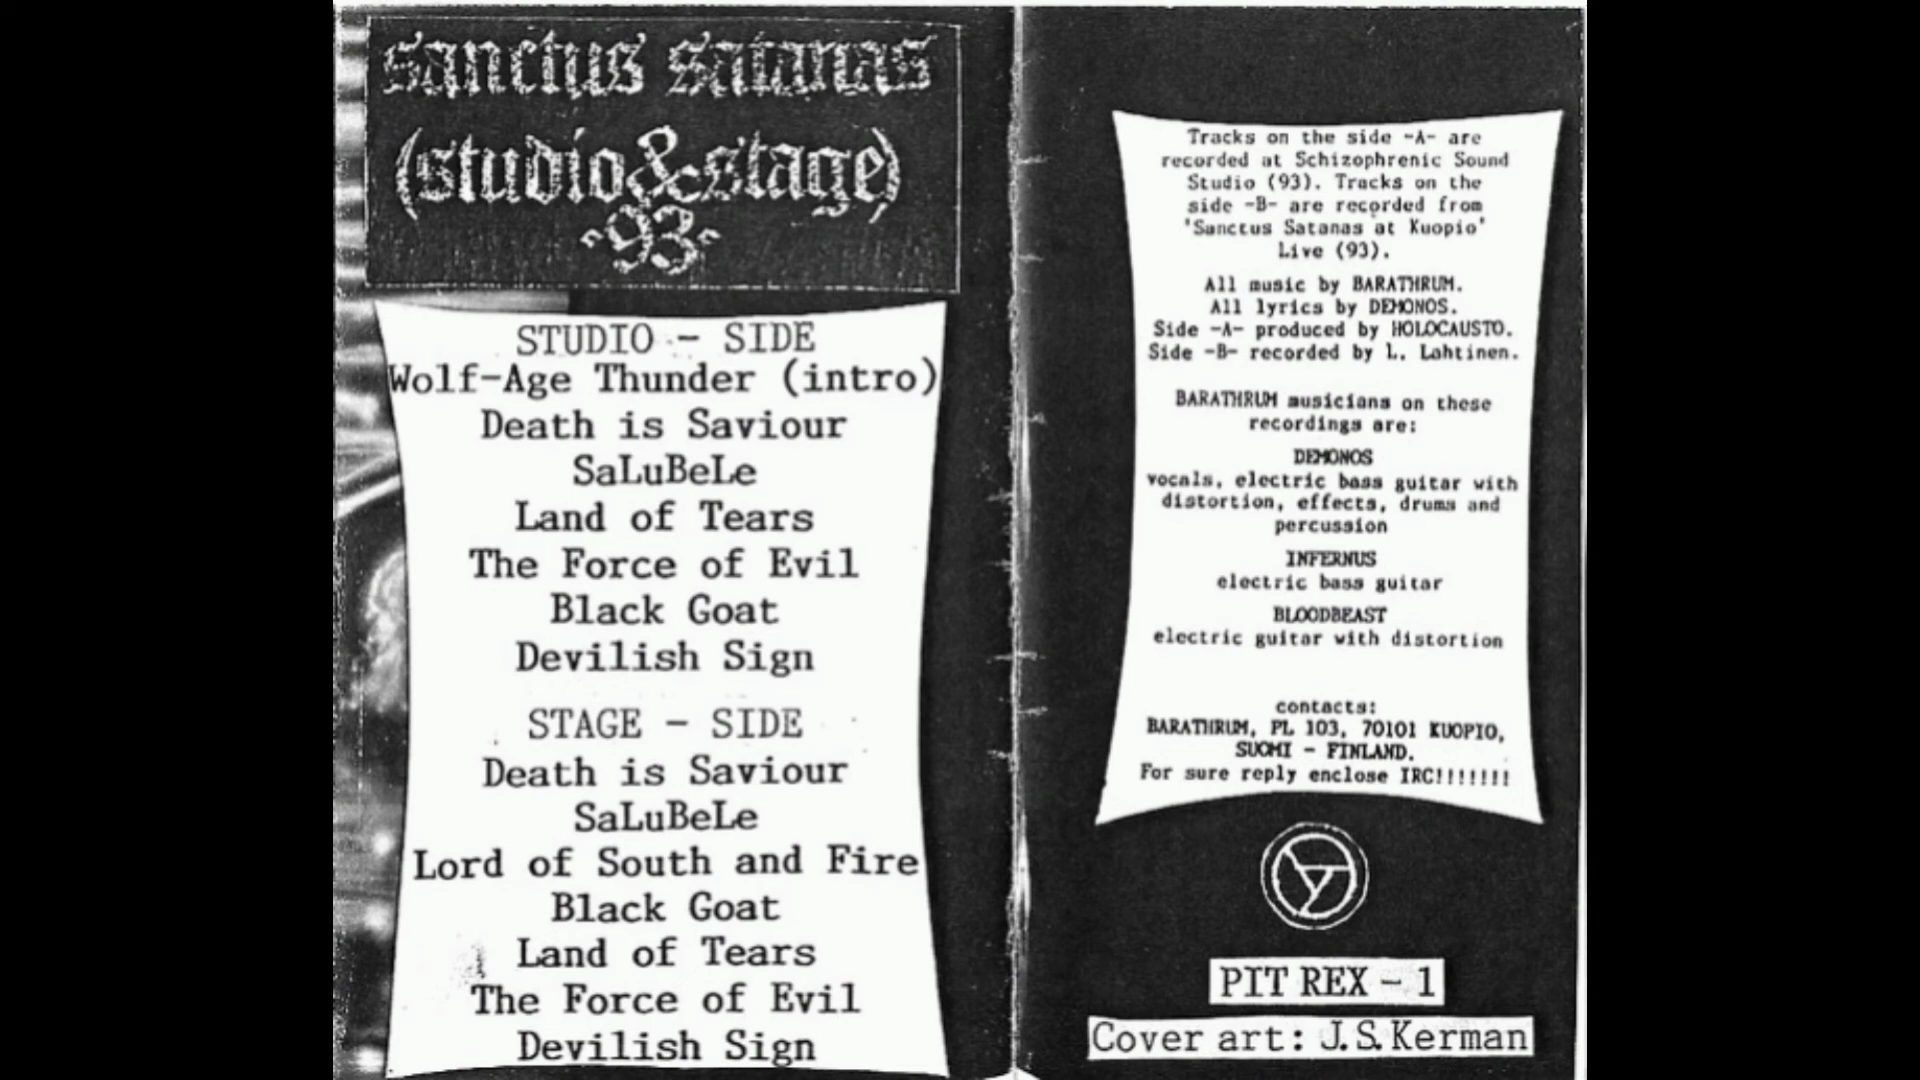 sanctus satanas
(studio&stage)
-93-
STUDIO - SIDE
Wolf-Age Thunder (intro)
Death is Saviour
SaLuBeLe
Land of Tears
The Force of Evil
Black Goat
Devilish Sign
STAGE - SIDE
Death is Saviour
SaLuBeLe
Lord of South and Fire
Black Goat
Land of Tears
The Force of Evil
Devilish Sign
Tracks on the side -A- are
recorded at Schizophrenic Sound
Studio (93). Tracks on the
side -B- are recorded from
'Sanctus Satanas at Kuopio'
Live (93).
All music by BARATHRUM.
All lyrics by DEMONOS.
Side -A- produced by HOLOCAUSTO.
Side -B- recorded by L. Lahtinen.
BARATHRUM musicians on these
recordings are:
DEMONOS
vocals, electric bass guitar with
distortion, effects, drums and
percussion
INFERNUS
electric bass guitar
BLOODBEAST
electric guitar with distortion
contacts:
BARATHRUM, PL 103, 70101 KUOPIO,
SUOMI - FINLAND.
For sure reply enclose IRC!!!!!!!
PIT REX - 1
Cover art: J.S.Kerman